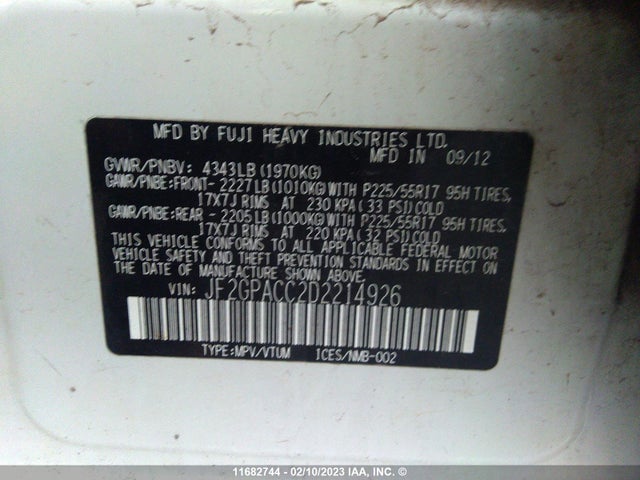 MFD BY FUJI HEAVY INDUSTRIES LTD.
MFD IN 09/12
GVWR/PNBV: 4343LB(1970KG)
GAWR/PNBE:FRONT- 2227LB(1010KG)WITH P225/55R17 95H TIRES,
17X7J RIMS AT 230 KPA( 33 PSI)COLD
GAWR/PNBE:REAR - 2205LB(1000KG)WITH P225/55R17 95H TIRES,
17X7J RIMS AT 220 KPA( 32 PSI)COLD
THIS VEHICLE CONFORMS TO ALL APPLICABLE FEDERAL MOTOR
VEHICLE SAFETY AND THEFT PREVENTION STANDARDS IN EFFECT ON
THE DATE OF MANUFACTURE SHOWN ABOVE.
VIN: JF2GPACC2D2214926
TYPE:MPV/VTUM ICES/NMB-002
11682744 - 02/10/2023 IAA, INC. ©